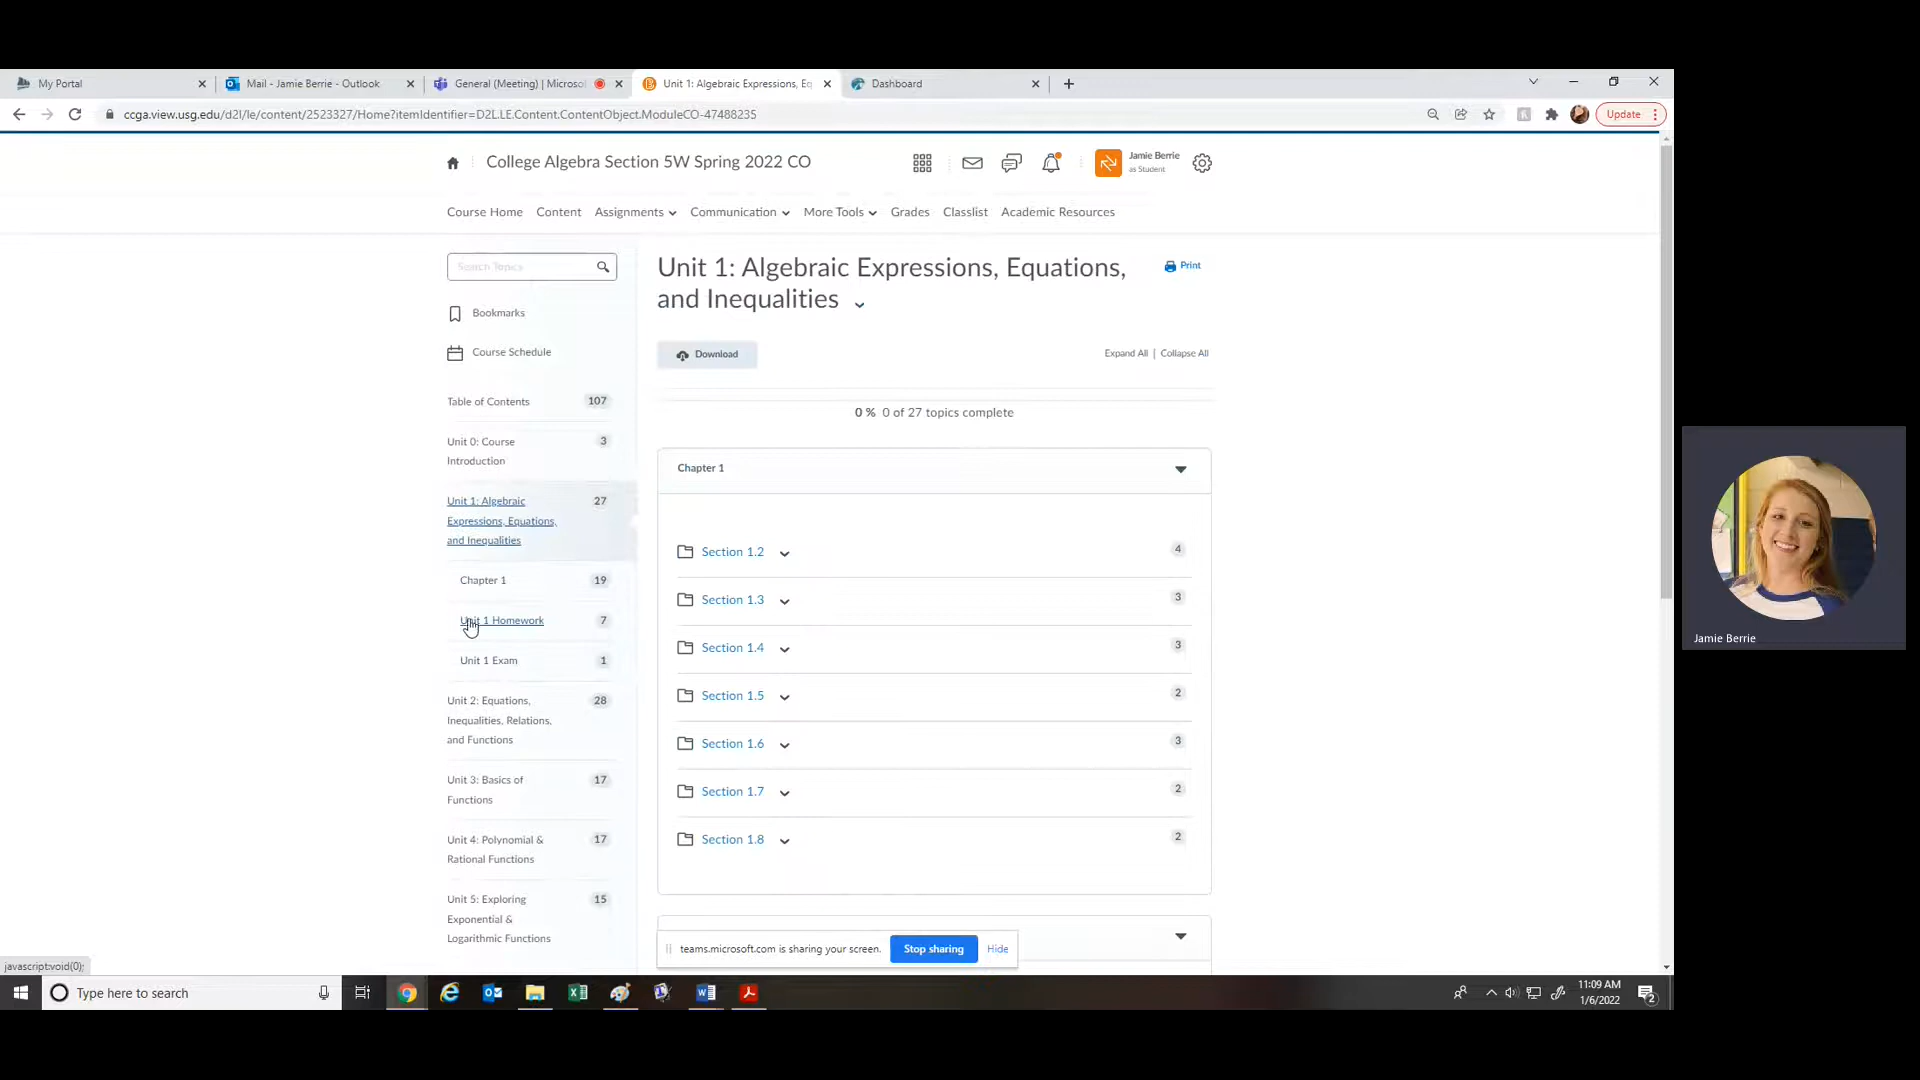 My Portal
Mail - Jamie Berrie - Outlook
General (Meeting) | Microso
Unit 1: Algebraic Expressions, Eq
Dashboard
ccga.view.usg.edu/d2l/le/content/2523327/Home?itemIdentifier=D2L.LE.Content.ContentObject.ModuleCO-47488235
Update
College Algebra Section 5W Spring 2022 CO
Jamie Berrie
as Student
Course Home Content Assignments Communication More Tools Grades Classlist Academic Resources
Search Topics
Bookmarks
Course Schedule
Table of Contents 107
Unit 0: Course 3
Introduction
Unit 1: Algebraic 27
Expressions, Equations,
and Inequalities
Chapter 1 19
Unit 1 Homework 7
Unit 1 Exam 1
Unit 2: Equations, 28
Inequalities, Relations,
and Functions
Unit 3: Basics of 17
Functions
Unit 4: Polynomial & 17
Rational Functions
Unit 5: Exploring 15
Exponential &
Logarithmic Functions
Unit 1: Algebraic Expressions, Equations,
and Inequalities
Print
Download
Expand All | Collapse All
0 % 0 of 27 topics complete
Chapter 1
Section 1.2 4
Section 1.3 3
Section 1.4 3
Section 1.5 2
Section 1.6 3
Section 1.7 2
Section 1.8 2
teams.microsoft.com is sharing your screen. Stop sharing Hide
javascript:void(0);
Type here to search
11:09 AM
1/6/2022
2
Jamie Berrie